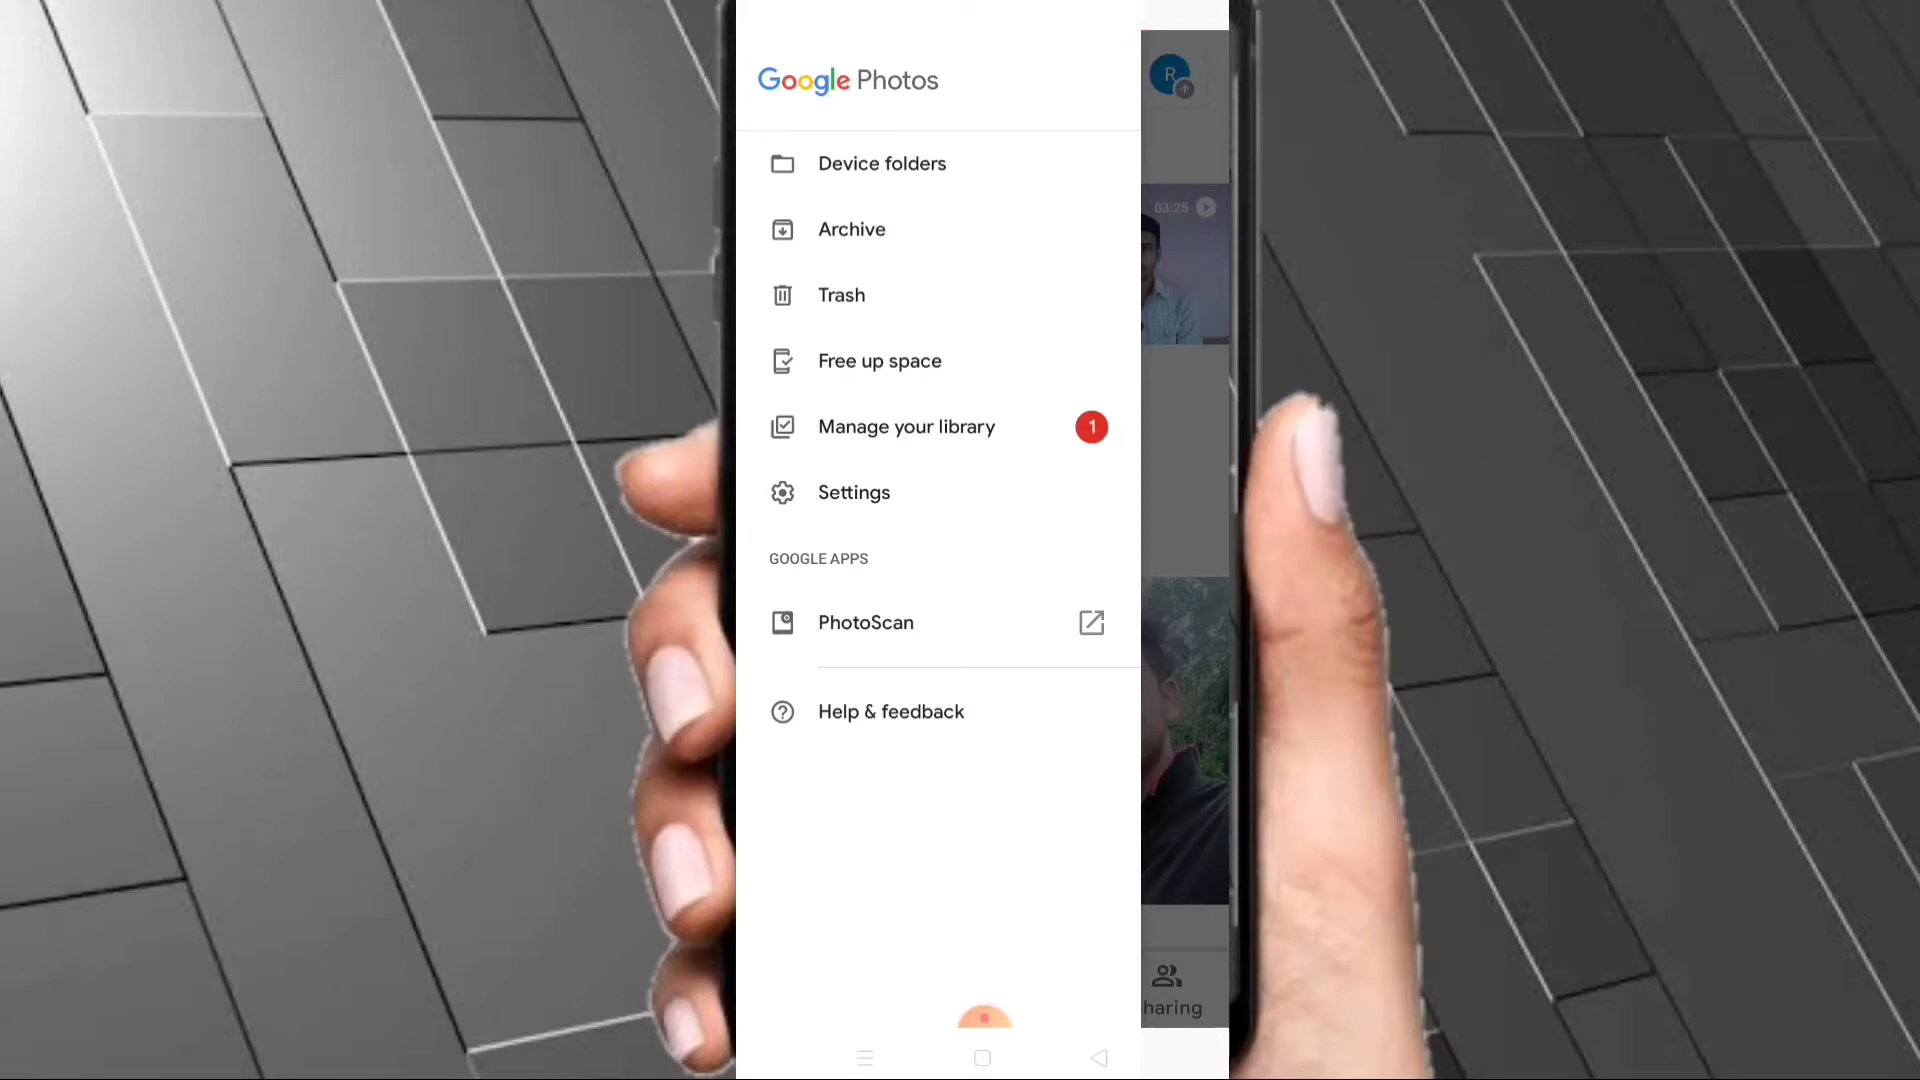 Google Photos
R
Device folders
03:25
Archive
Trash
Free up space
Manage your library
1
Settings
GOOGLE APPS
PhotoScan
Help & feedback
haring